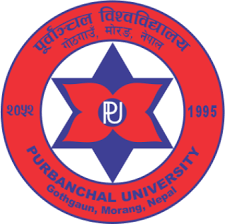 पूर्वाञ्चल विश्वविद्यालय
गोठगाउँ, मोरङ, नेपाल
२०५२
PU
1995
PURBANCHAL UNIVERSITY
Gothgaun, Morang, Nepal